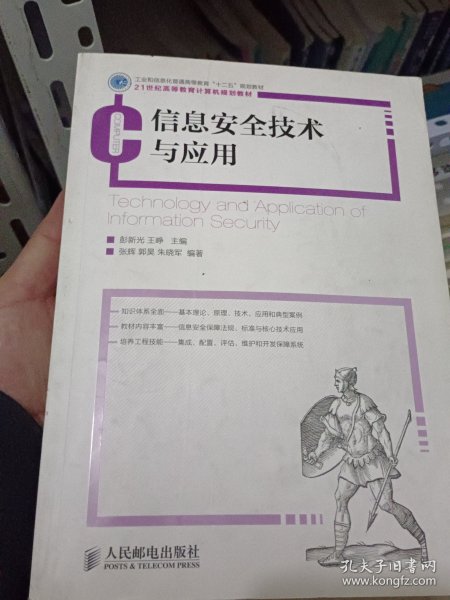 工业和信息化普通高等教育“十二五”规划教材
21世纪高等教育计算机规划教材
COMPUTER
信息安全技术
与应用
Technology and Application of
Information Security
彭新光 王峥 主编
张辉 郭昊 朱晓军 编著
知识体系全面——基本理论、原理、技术、应用和典型案例
教材内容丰富——信息安全保障法规、标准与核心技术应用
培养工程技能——集成、配置、评估、维护和开发保障系统
人民邮电出版社
POSTS & TELECOM PRESS
孔夫子旧书网
www.kongfz.com